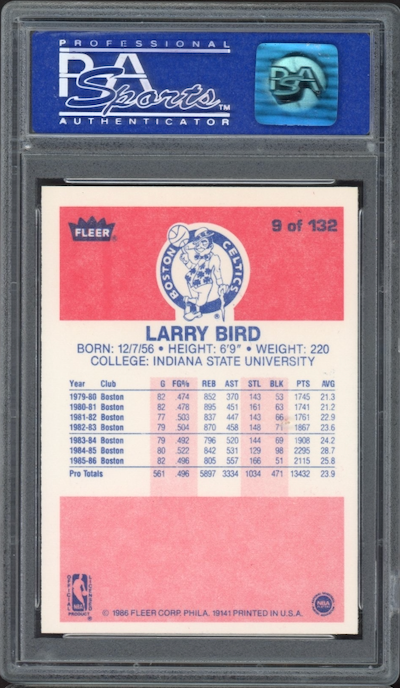 PROFESSIONAL
PSA
Sports™
AUTHENTICATOR
PSA
FLEER
9 of 132
BOSTON CELTICS
LARRY BIRD
BORN: 12/7/56 • HEIGHT: 6'9" • WEIGHT: 220
COLLEGE: INDIANA STATE UNIVERSITY
Year Club G FG% REB AST STL BLK PTS AVG
1979-80 Boston 82 .474 852 370 143 53 1745 21.3
1980-81 Boston 82 .478 895 451 161 63 1741 21.2
1981-82 Boston 77 .503 837 447 143 66 1761 22.9
1982-83 Boston 79 .504 870 458 148 71 1867 23.6
1983-84 Boston 79 .492 796 520 144 69 1908 24.2
1984-85 Boston 80 .522 842 531 129 98 2295 28.7
1985-86 Boston 82 .496 805 557 166 51 2115 25.8
Pro Totals 561 .496 5897 3334 1034 471 13432 23.9
OFFICIAL
NBA
PRODUCT
© 1986 FLEER CORP. PHILA. 19141 PRINTED IN U.S.A.
NBA